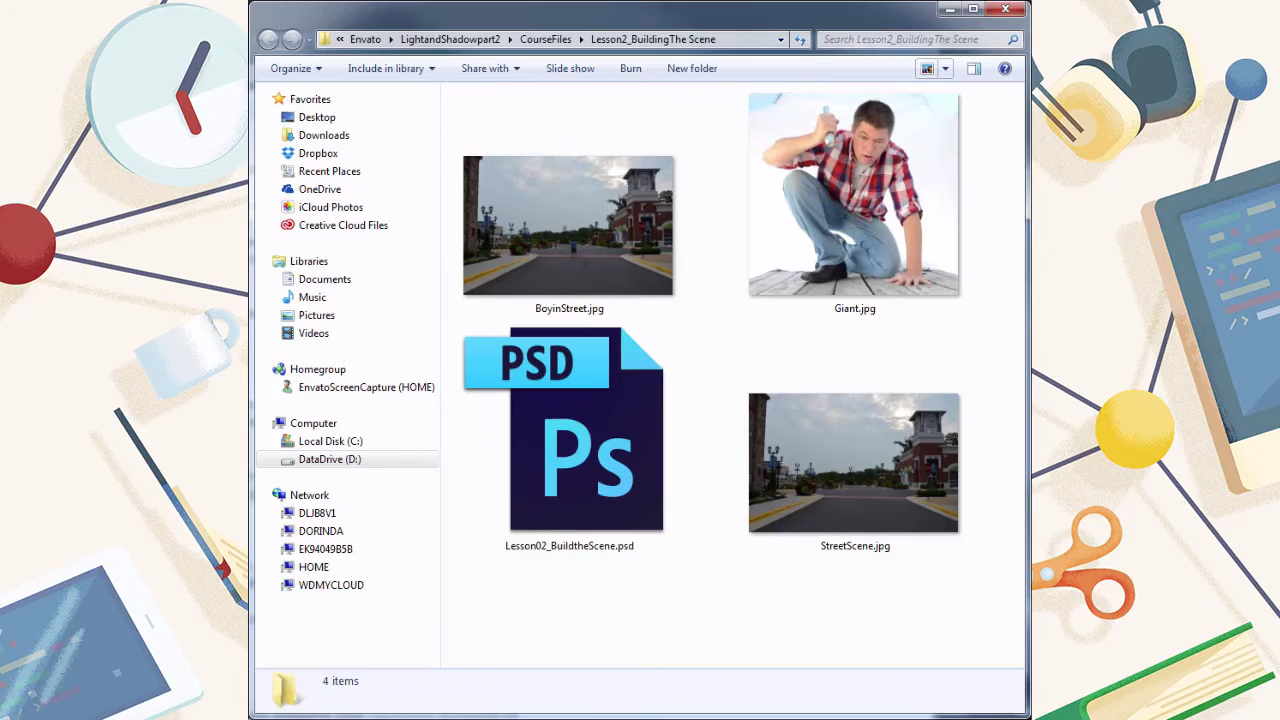 « Envato LightandShadowpart2 CourseFiles Lesson2_BuildingThe Scene
Search Lesson2_BuildingThe Scene
Organize Include in library Share with Slide show Burn New folder
Favorites
Desktop
Downloads
Dropbox
Recent Places
OneDrive
iCloud Photos
Creative Cloud Files
Libraries
Documents
Music
Pictures
Videos
Homegroup
EnvatoScreenCapture (HOME)
Computer
Local Disk (C:)
DataDrive (D:)
Network
DLJB8V1
DORINDA
EK94049B5B
HOME
WDMYCLOUD
BoyinStreet.jpg
Giant.jpg
PSD
Ps
Lesson02_BuildtheScene.psd
StreetScene.jpg
4 items